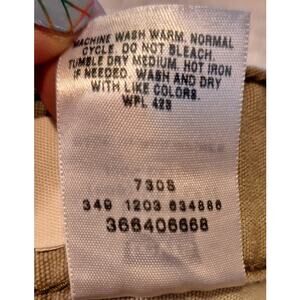 MACHINE WASH WARM, NORMAL
CYCLE. DO NOT BLEACH.
TUMBLE DRY MEDIUM. HOT IRON
IF NEEDED. WASH AND DRY
WITH LIKE COLORS.
WPL 423
730S
349 1203 634886
366406668